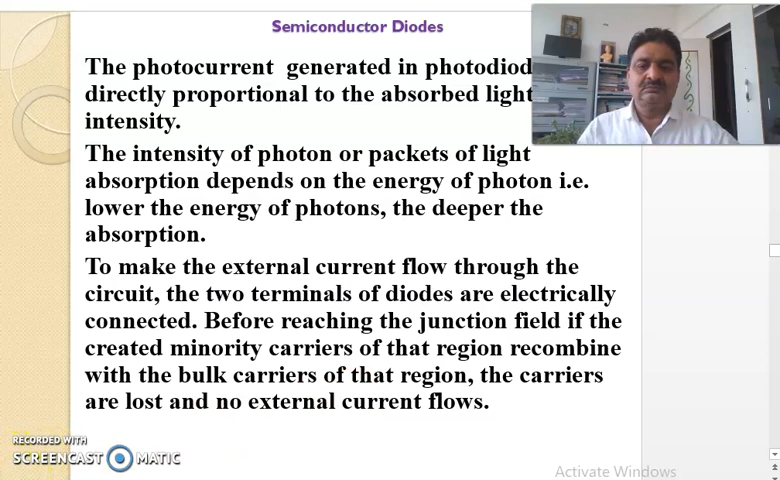 Semiconductor Diodes
The photocurrent generated in photodiod
directly proportional to the absorbed light
intensity.
The intensity of photon or packets of light
absorption depends on the energy of photon i.e.
lower the energy of photons, the deeper the
absorption.
To make the external current flow through the
circuit, the two terminals of diodes are electrically
connected. Before reaching the junction field if the
created minority carriers of that region recombine
with the bulk carriers of that region, the carriers
are lost and no external current flows.
RECORDED WITH
SCREENCAST MATIC
Activate Windows